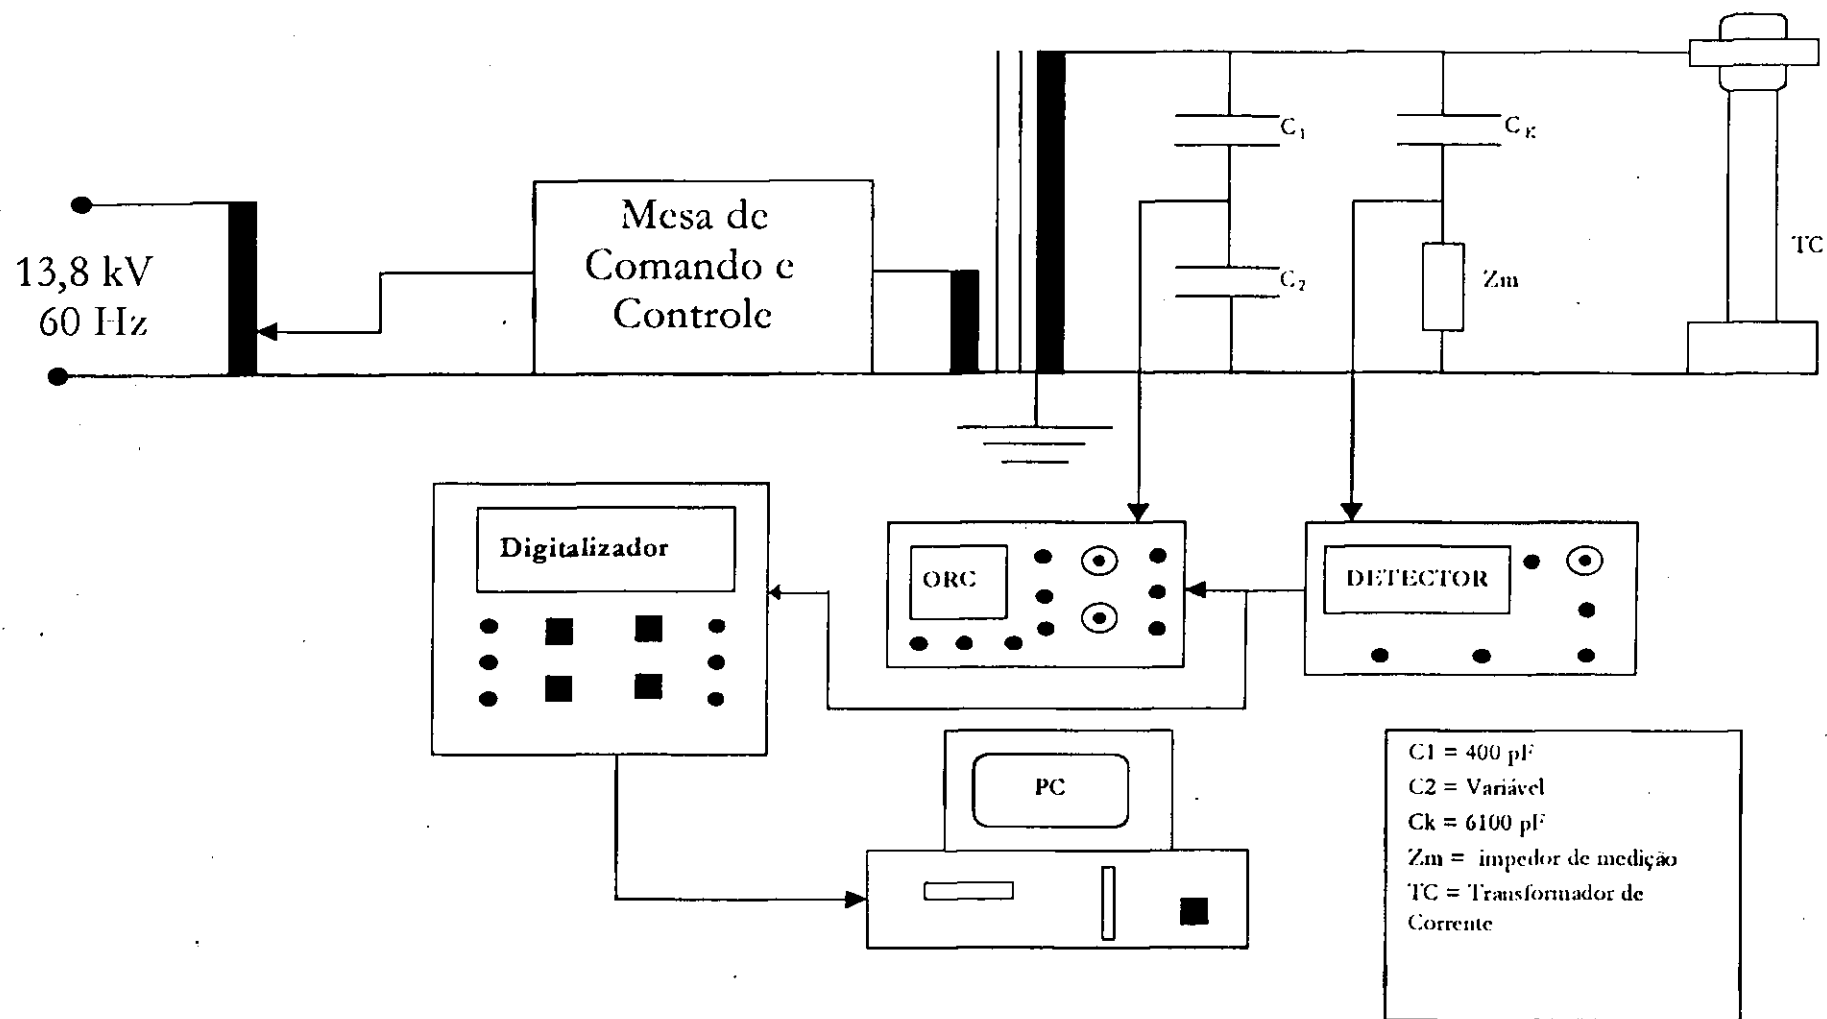 13,8 kV
60 Hz
Mesa de
Comando e
Controle
C1
CK
C2
Zm
TC
Digitalizador
ORC
DETECTOR
PC
C1 = 400 pF
C2 = Variável
Ck = 6100 pF
Zm = impedor de medição
TC = Transformador de
Corrente